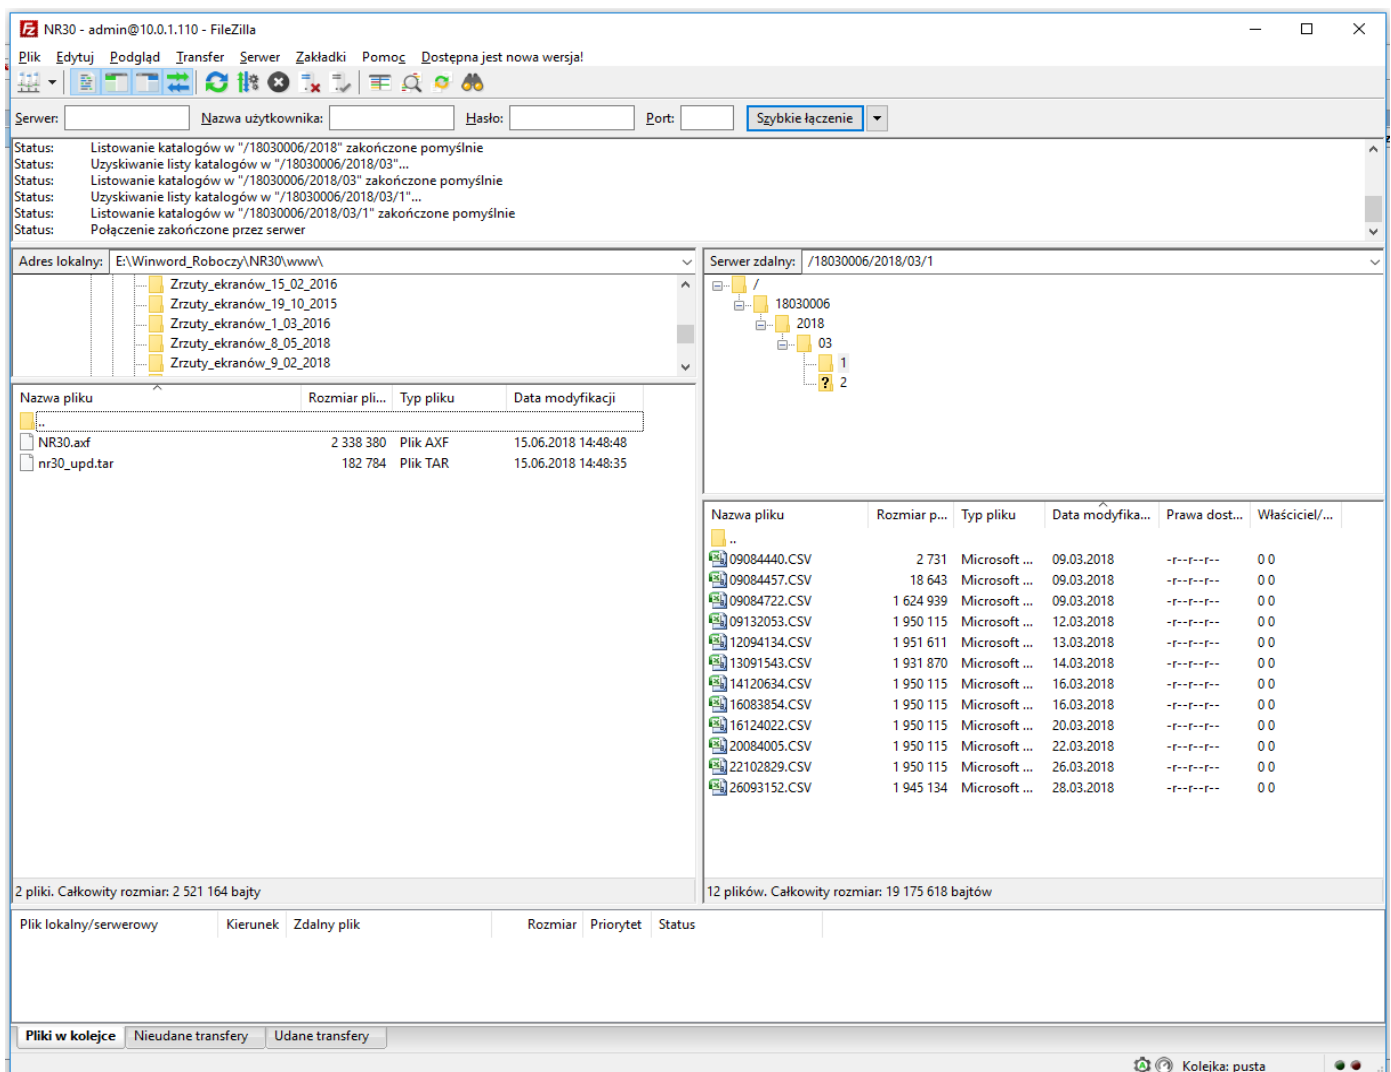 NR30 - admin@10.0.1.110 - FileZilla
Plik Edytuj Podgląd Transfer Serwer Zakładki Pomoc Dostępna jest nowa wersja!
Serwer: Nazwa użytkownika: Hasło: Port: Szybkie łączenie
Status: Listowanie katalogów w "/18030006/2018" zakończone pomyślnie
Status: Uzyskiwanie listy katalogów w "/18030006/2018/03"...
Status: Listowanie katalogów w "/18030006/2018/03" zakończone pomyślnie
Status: Uzyskiwanie listy katalogów w "/18030006/2018/03/1"...
Status: Listowanie katalogów w "/18030006/2018/03/1" zakończone pomyślnie
Status: Połączenie zakończone przez serwer
Adres lokalny: E:\Winword_Roboczy\NR30\www\
Zrzuty_ekranów_15_02_2016
Zrzuty_ekranów_19_10_2015
Zrzuty_ekranów_1_03_2016
Zrzuty_ekranów_8_05_2018
Zrzuty_ekranów_9_02_2018
Nazwa pliku Rozmiar pli... Typ pliku Data modyfikacji
..
NR30.axf 2 338 380 Plik AXF 15.06.2018 14:48:48
nr30_upd.tar 182 784 Plik TAR 15.06.2018 14:48:35
2 pliki. Całkowity rozmiar: 2 521 164 bajty
Serwer zdalny: /18030006/2018/03/1
/
18030006
2018
03
1
? 2
Nazwa pliku Rozmiar p... Typ pliku Data modyfika... Prawa dost... Właściciel/...
..
09084440.CSV 2 731 Microsoft ... 09.03.2018 -r--r--r-- 0 0
09084457.CSV 18 643 Microsoft ... 09.03.2018 -r--r--r-- 0 0
09084722.CSV 1 624 939 Microsoft ... 09.03.2018 -r--r--r-- 0 0
09132053.CSV 1 950 115 Microsoft ... 12.03.2018 -r--r--r-- 0 0
12094134.CSV 1 951 611 Microsoft ... 13.03.2018 -r--r--r-- 0 0
13091543.CSV 1 931 870 Microsoft ... 14.03.2018 -r--r--r-- 0 0
14120634.CSV 1 950 115 Microsoft ... 16.03.2018 -r--r--r-- 0 0
16083854.CSV 1 950 115 Microsoft ... 16.03.2018 -r--r--r-- 0 0
16124022.CSV 1 950 115 Microsoft ... 20.03.2018 -r--r--r-- 0 0
20084005.CSV 1 950 115 Microsoft ... 22.03.2018 -r--r--r-- 0 0
22102829.CSV 1 950 115 Microsoft ... 26.03.2018 -r--r--r-- 0 0
26093152.CSV 1 945 134 Microsoft ... 28.03.2018 -r--r--r-- 0 0
12 plików. Całkowity rozmiar: 19 175 618 bajtów
Plik lokalny/serwerowy Kierunek Zdalny plik Rozmiar Priorytet Status
Pliki w kolejce Nieudane transfery Udane transfery
Kolejka: pusta